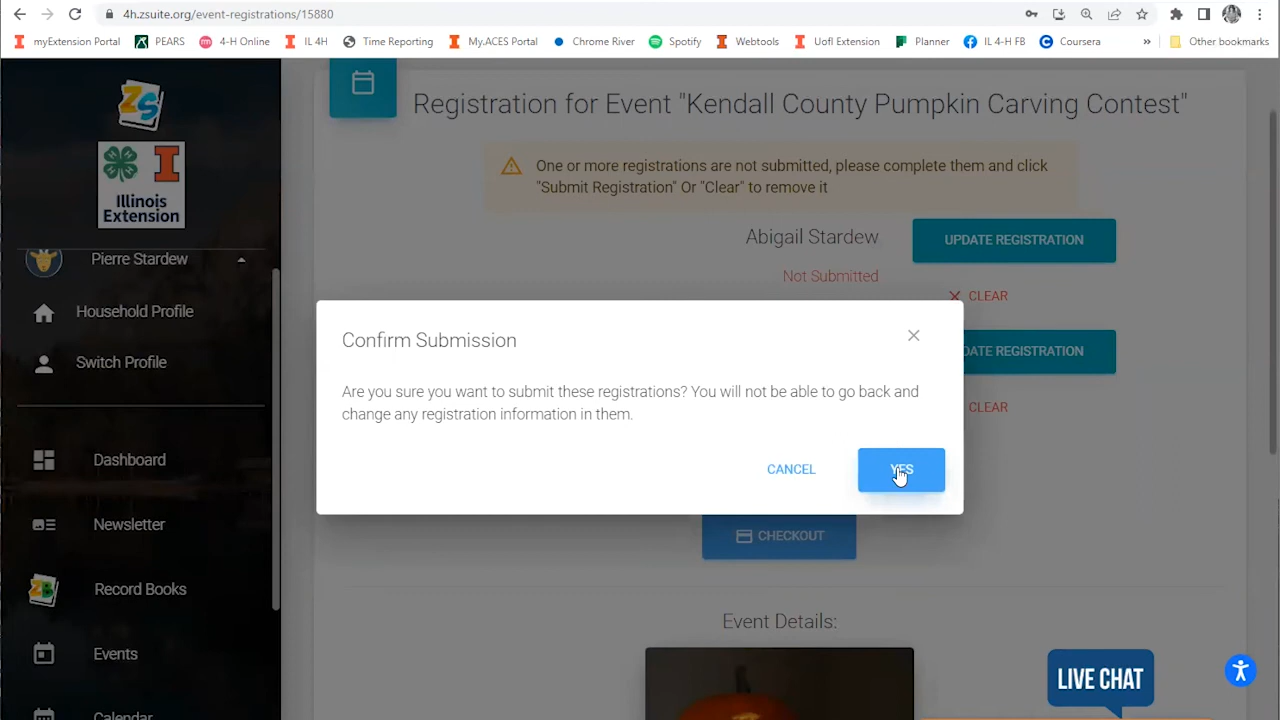 4h.zsuite.org/event-registrations/15880
myExtension Portal
PEARS
4-H Online
IL 4H
Time Reporting
My.ACES Portal
Chrome River
Spotify
Webtools
UofI Extension
Planner
IL 4-H FB
Coursera
»
Other bookmarks
ZS
Illinois
Extension
Pierre Stardew
Household Profile
Switch Profile
Dashboard
Newsletter
ZB
Record Books
Events
Calendar
Registration for Event "Kendall County Pumpkin Carving Contest"
One or more registrations are not submitted, please complete them and click
"Submit Registration" Or "Clear" to remove it
Abigail Stardew
UPDATE REGISTRATION
Not Submitted
CLEAR
DATE REGISTRATION
CLEAR
Confirm Submission
Are you sure you want to submit these registrations? You will not be able to go back and
change any registration information in them.
CANCEL
YES
CHECKOUT
Event Details:
LIVE CHAT